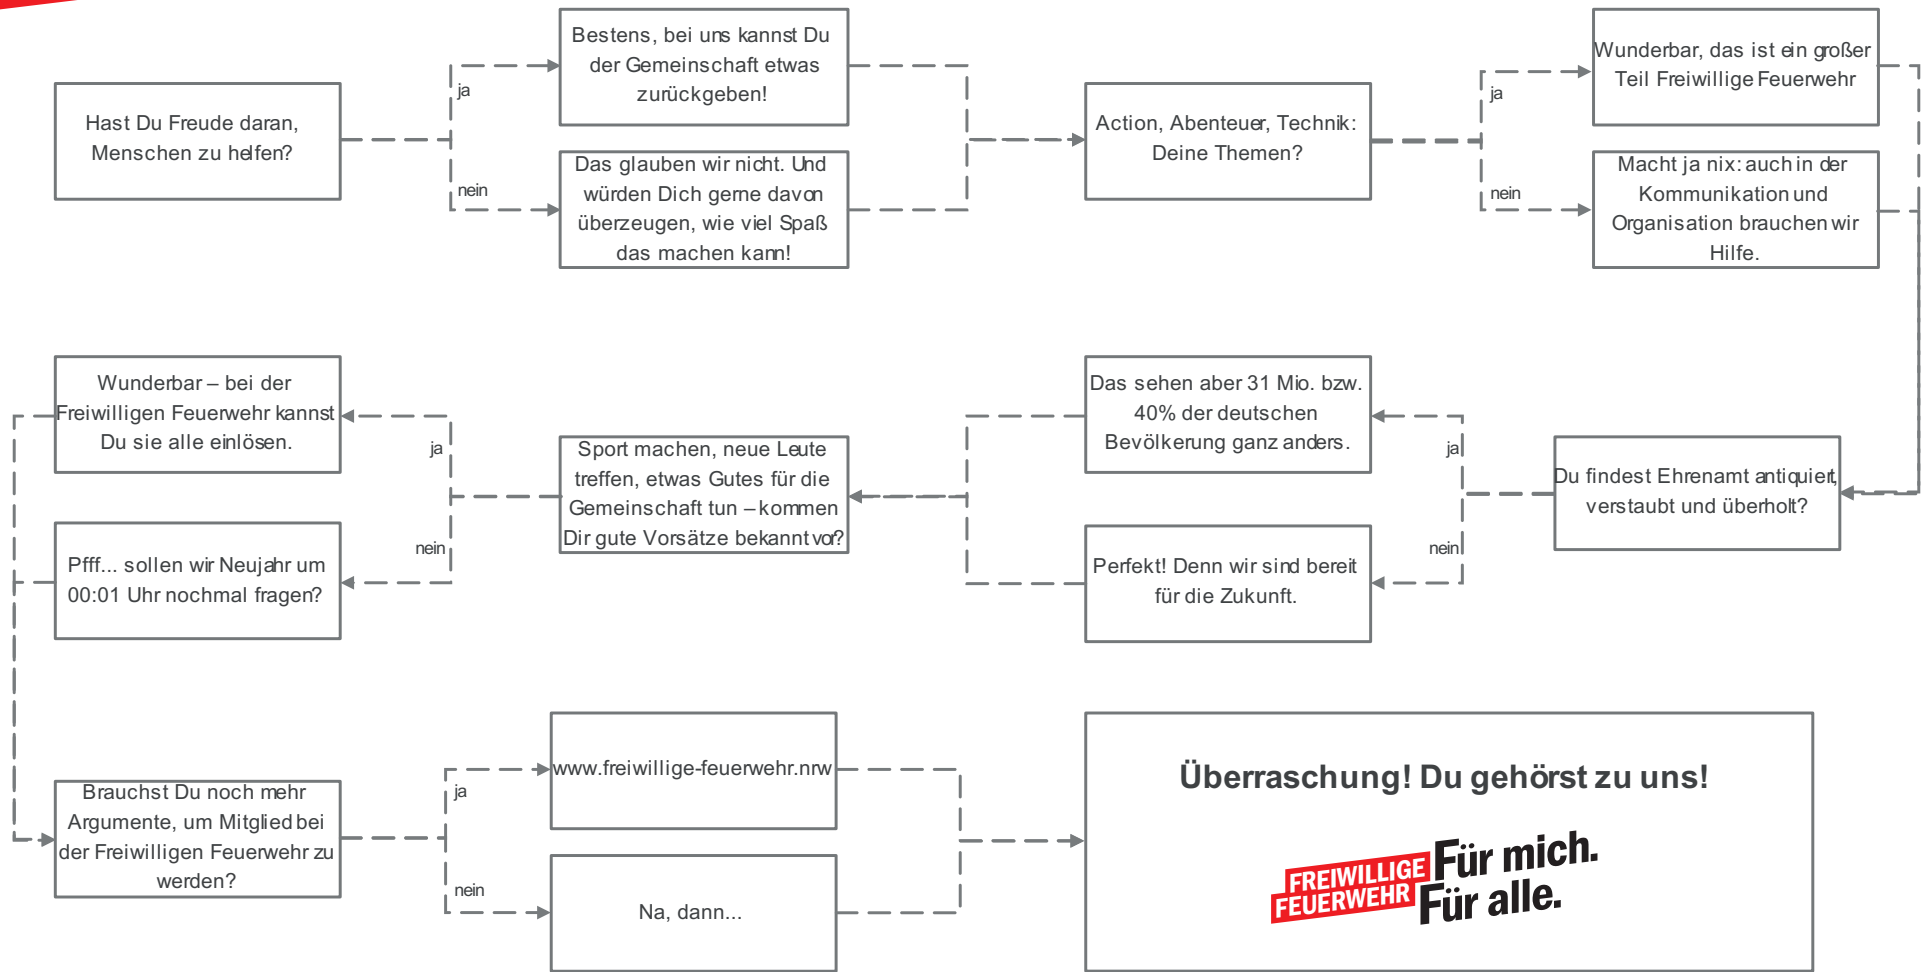 Hast Du Freude daran,
Menschen zu helfen?
ja
nein
Bestens, bei uns kannst Du
der Gemeinschaft etwas
zurückgeben!
Das glauben wir nicht. Und
würden Dich gerne davon
überzeugen, wie viel Spaß
das machen kann!
Action, Abenteuer, Technik:
Deine Themen?
ja
nein
Wunderbar, das ist ein großer
Teil Freiwillige Feuerwehr
Macht ja nix: auch in der
Kommunikation und
Organisation brauchen wir
Hilfe.
Du findest Ehrenamt antiquiert,
verstaubt und überholt?
ja
nein
Das sehen aber 31 Mio. bzw.
40% der deutschen
Bevölkerung ganz anders.
Perfekt! Denn wir sind bereit
für die Zukunft.
Sport machen, neue Leute
treffen, etwas Gutes für die
Gemeinschaft tun – kommen
Dir gute Vorsätze bekannt vor?
ja
nein
Wunderbar – bei der
Freiwilligen Feuerwehr kannst
Du sie alle einlösen.
Pfff... sollen wir Neujahr um
00:01 Uhr nochmal fragen?
Brauchst Du noch mehr
Argumente, um Mitglied bei
der Freiwilligen Feuerwehr zu
werden?
ja
nein
www.freiwillige-feuerwehr.nrw
Na, dann...
Überraschung! Du gehörst zu uns!
FREIWILLIGE
FEUERWEHR
Für mich.
Für alle.